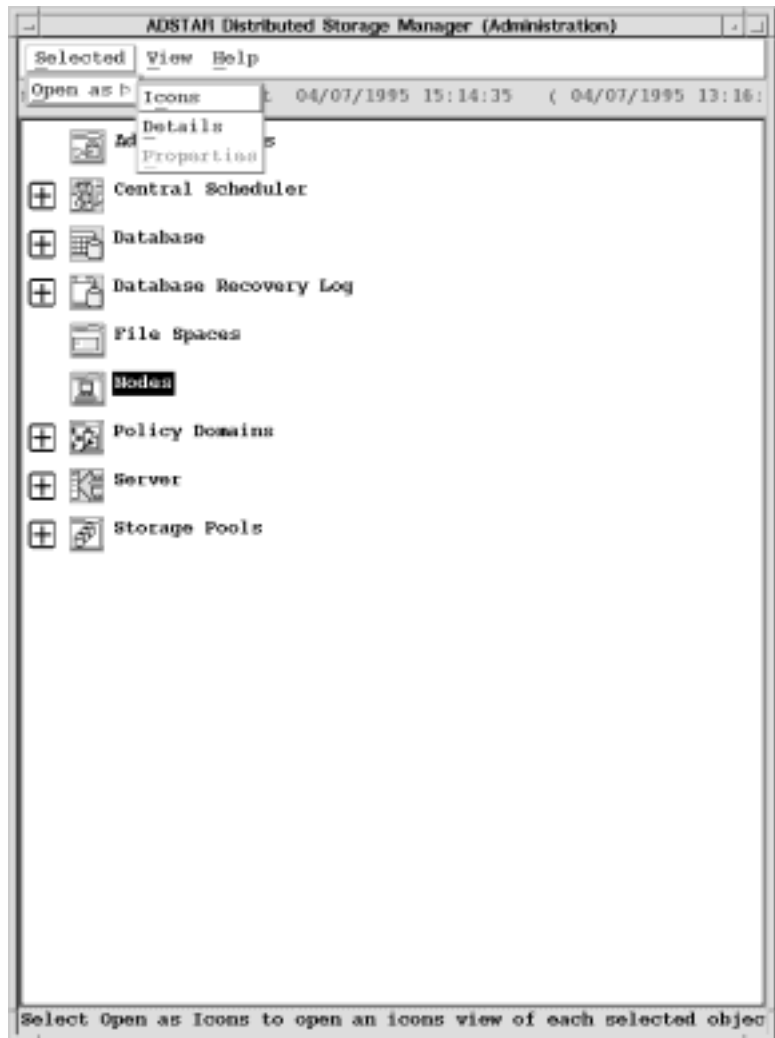 ADSTAR Distributed Storage Manager (Administration)
Selected View Help
Open as
Icons
Details
Properties
04/07/1995 15:14:35 ( 04/07/1995 13:16:
Central Scheduler
Database
Database Recovery Log
File Spaces
Nodes
Policy Domains
Server
Storage Pools
Select Open as Icons to open an icons view of each selected objec